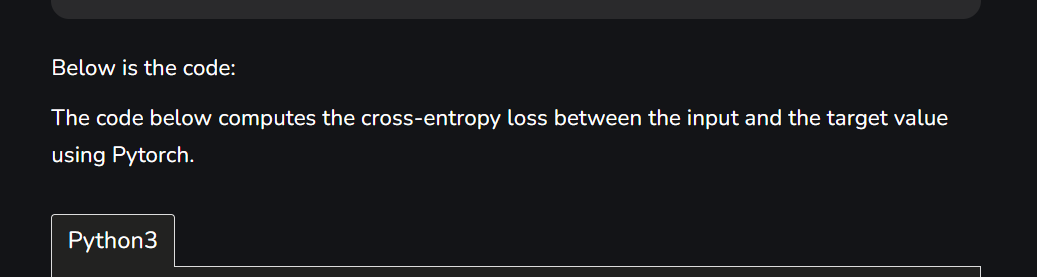 Below is the code:
The code below computes the cross-entropy loss between the input and the target value
using Pytorch.
Python3